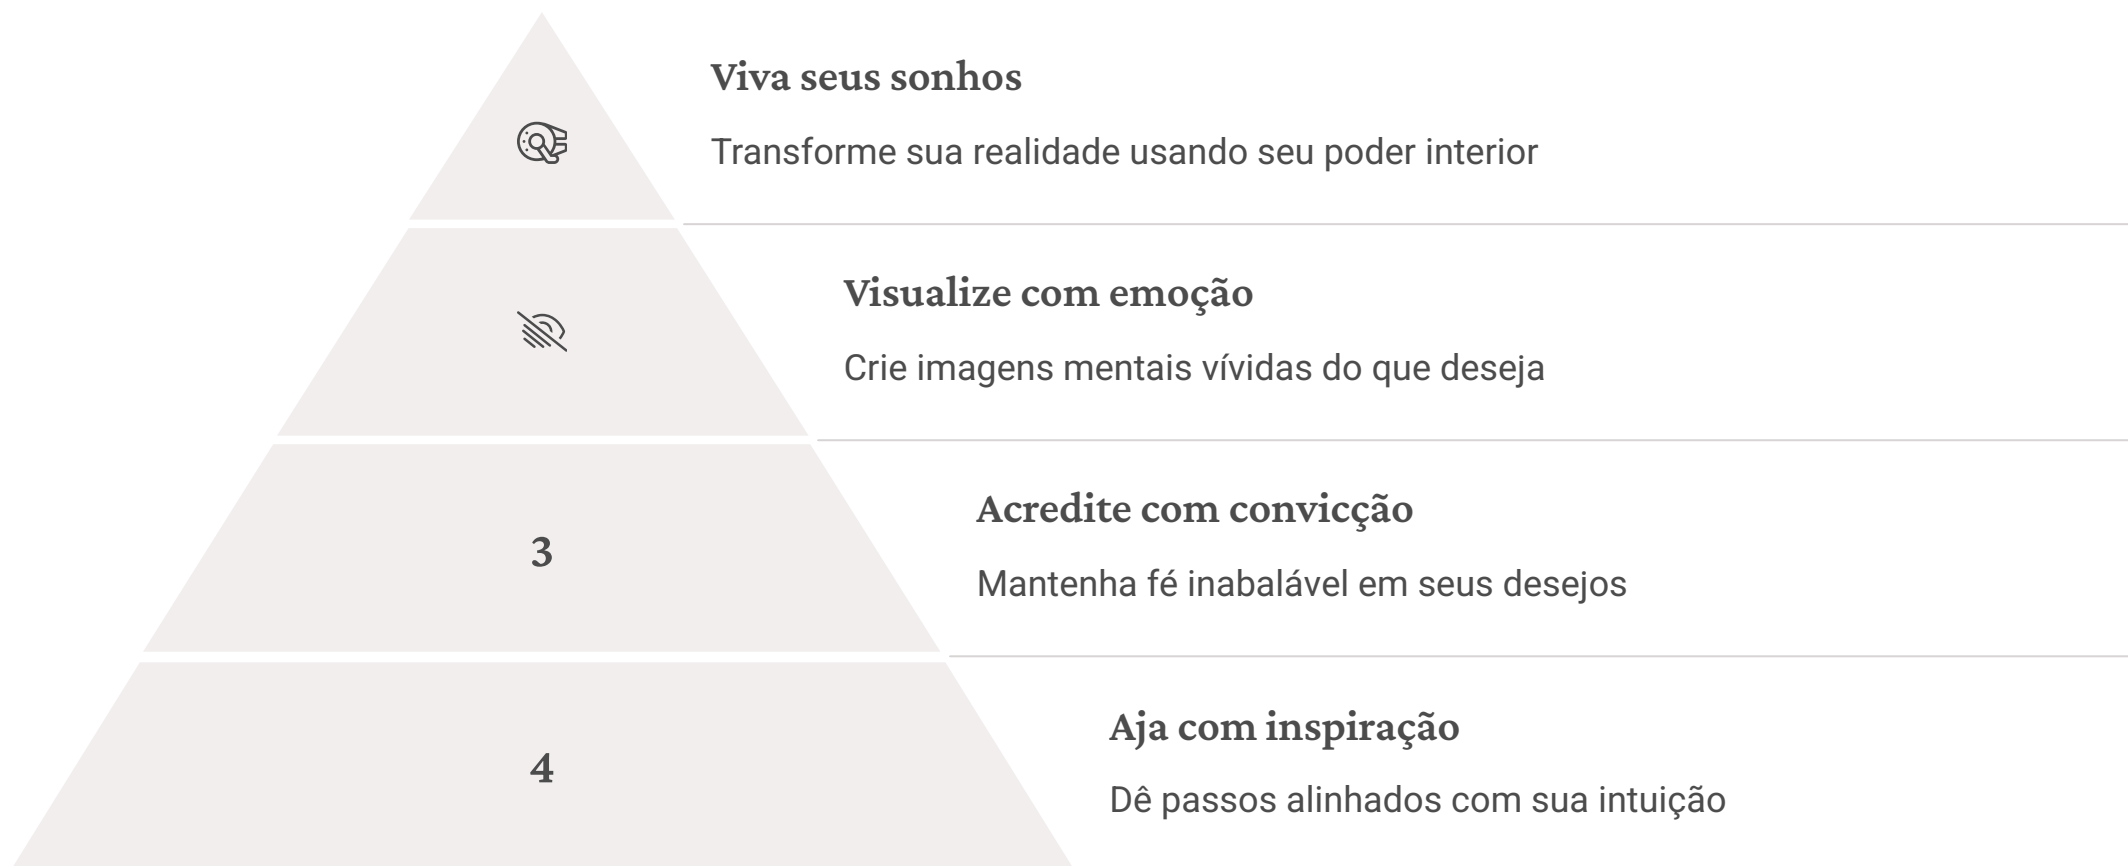 Viva seus sonhos
Transforme sua realidade usando seu poder interior
Visualize com emoção
Crie imagens mentais vívidas do que deseja
3
Acredite com convicção
Mantenha fé inabalável em seus desejos
4
Aja com inspiração
Dê passos alinhados com sua intuição